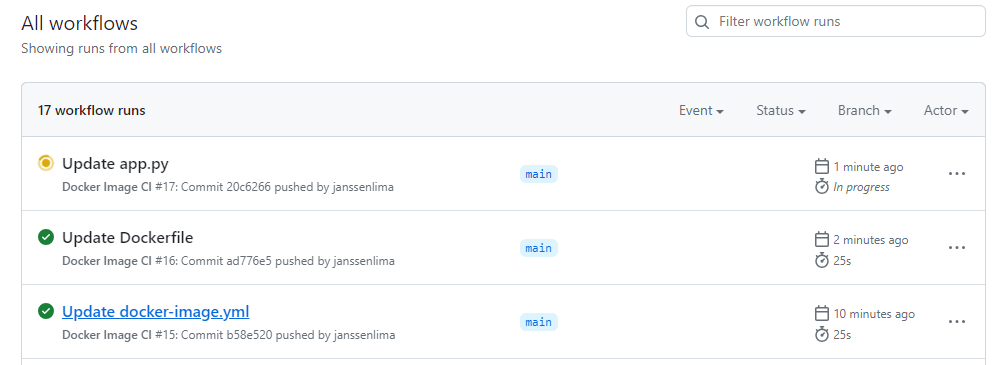 All workflows
Filter workflow runs
Showing runs from all workflows
17 workflow runs
Event
Status
Branch
Actor
Update app.py
main
1 minute ago
Docker Image CI #17: Commit 20c6266 pushed by janssenlima
In progress
Update Dockerfile
main
2 minutes ago
Docker Image CI #16: Commit ad776e5 pushed by janssenlima
25s
Update docker-image.yml
main
10 minutes ago
Docker Image CI #15: Commit b58e520 pushed by janssenlima
25s